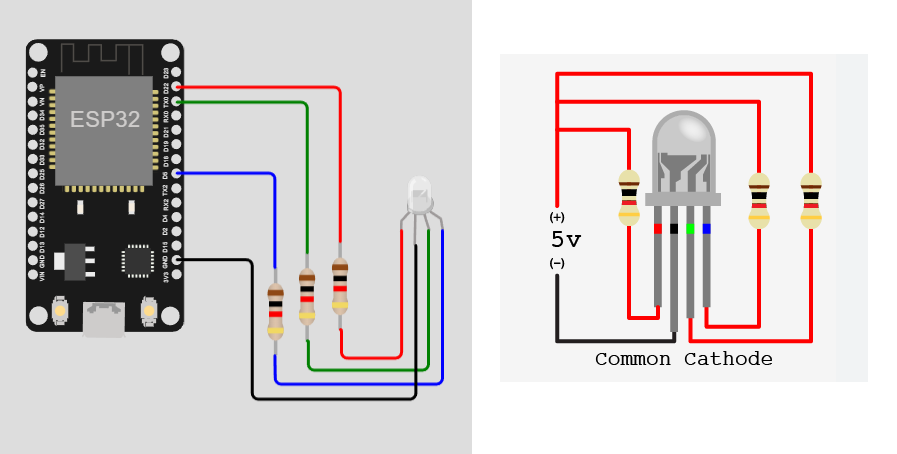 EN
VP
VN
D34
D35
D32
D33
D25
D26
D27
D14
D12
D13
GND
VIN
ESP32
D23
D22
TX0
RX0
D21
D19
D18
D5
TX2
RX2
D4
D2
D15
GND
3V3
(+)
5v
(−)
Common Cathode